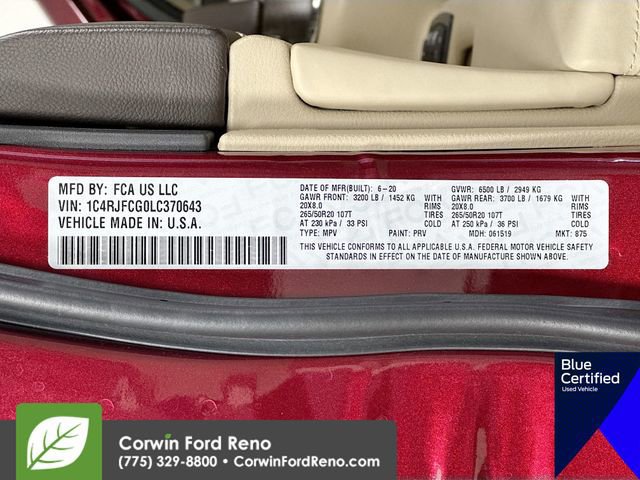 MFD BY: FCA US LLC
VIN: 1C4RJFCG0LC370643
VEHICLE MADE IN U.S.A.
DATE OF MFR(BUILT): 6-20 GVWR: 6500 LB / 2949 KG
GAWR FRONT: 3200 LB / 1452 KG WITH GAWR REAR: 3700 LB / 1679 KG WITH
20X8.0 RIMS 20X8.0 RIMS
265/50R20 107T TIRES 265/50R20 107T TIRES
AT 230 kPa / 33 PSI COLD AT 250 kPa / 36 PSI COLD
TYPE: MPV PAINT: PRV MDH: 061519 MKT: 875
THIS VEHICLE CONFORMS TO ALL APPLICABLE U.S.A. FEDERAL MOTOR VEHICLE SAFETY
STANDARDS IN EFFECT ON THE DATE OF MANUFACTURE SHOWN ABOVE.
Blue
Certified
Used Vehicle
Corwin Ford Reno
(775) 329-8800 • CorwinFordReno.com